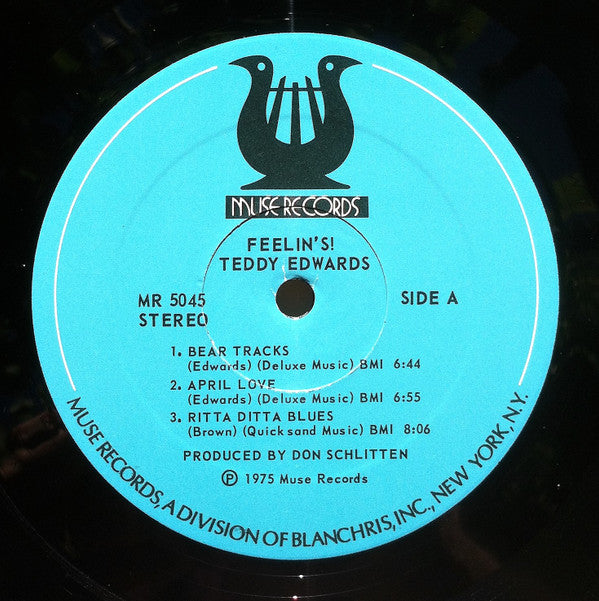 MUSE RECORDS
FEELIN'S!
TEDDY EDWARDS
MR 5045
STEREO
SIDE A
1. BEAR TRACKS
(Edwards) (Deluxe Music) BMI 6:44
2. APRIL LOVE
(Edwards) (Deluxe Music) BMI 6:55
3. RITTA DITTA BLUES
(Brown) (Quicksand Music) BMI 8:06
PRODUCED BY DON SCHLITTEN
Ⓟ 1975 Muse Records
MUSE RECORDS, A DIVISION OF BLANCHRIS, INC., NEW YORK, N.Y.